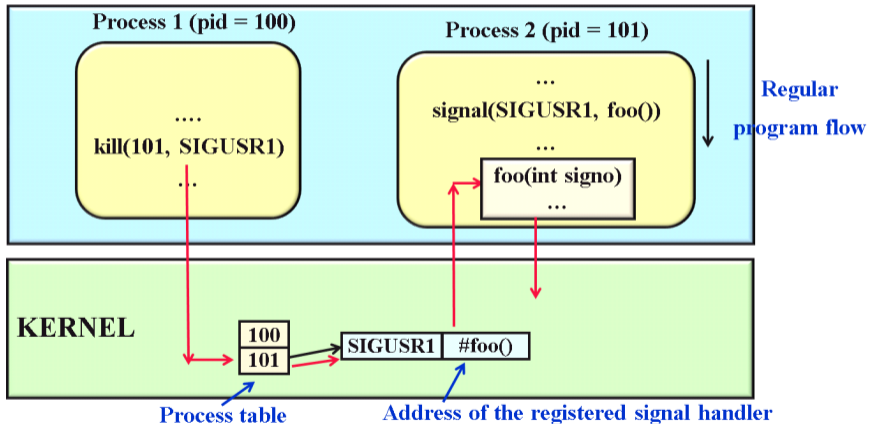 Process 1 (pid = 100)
....
kill(101, SIGUSR1)
...
Process 2 (pid = 101)
...
signal(SIGUSR1, foo())
...
foo(int signo)
...
Regular
program flow
KERNEL
100
101
SIGUSR1
#foo()
Process table
Address of the registered signal handler